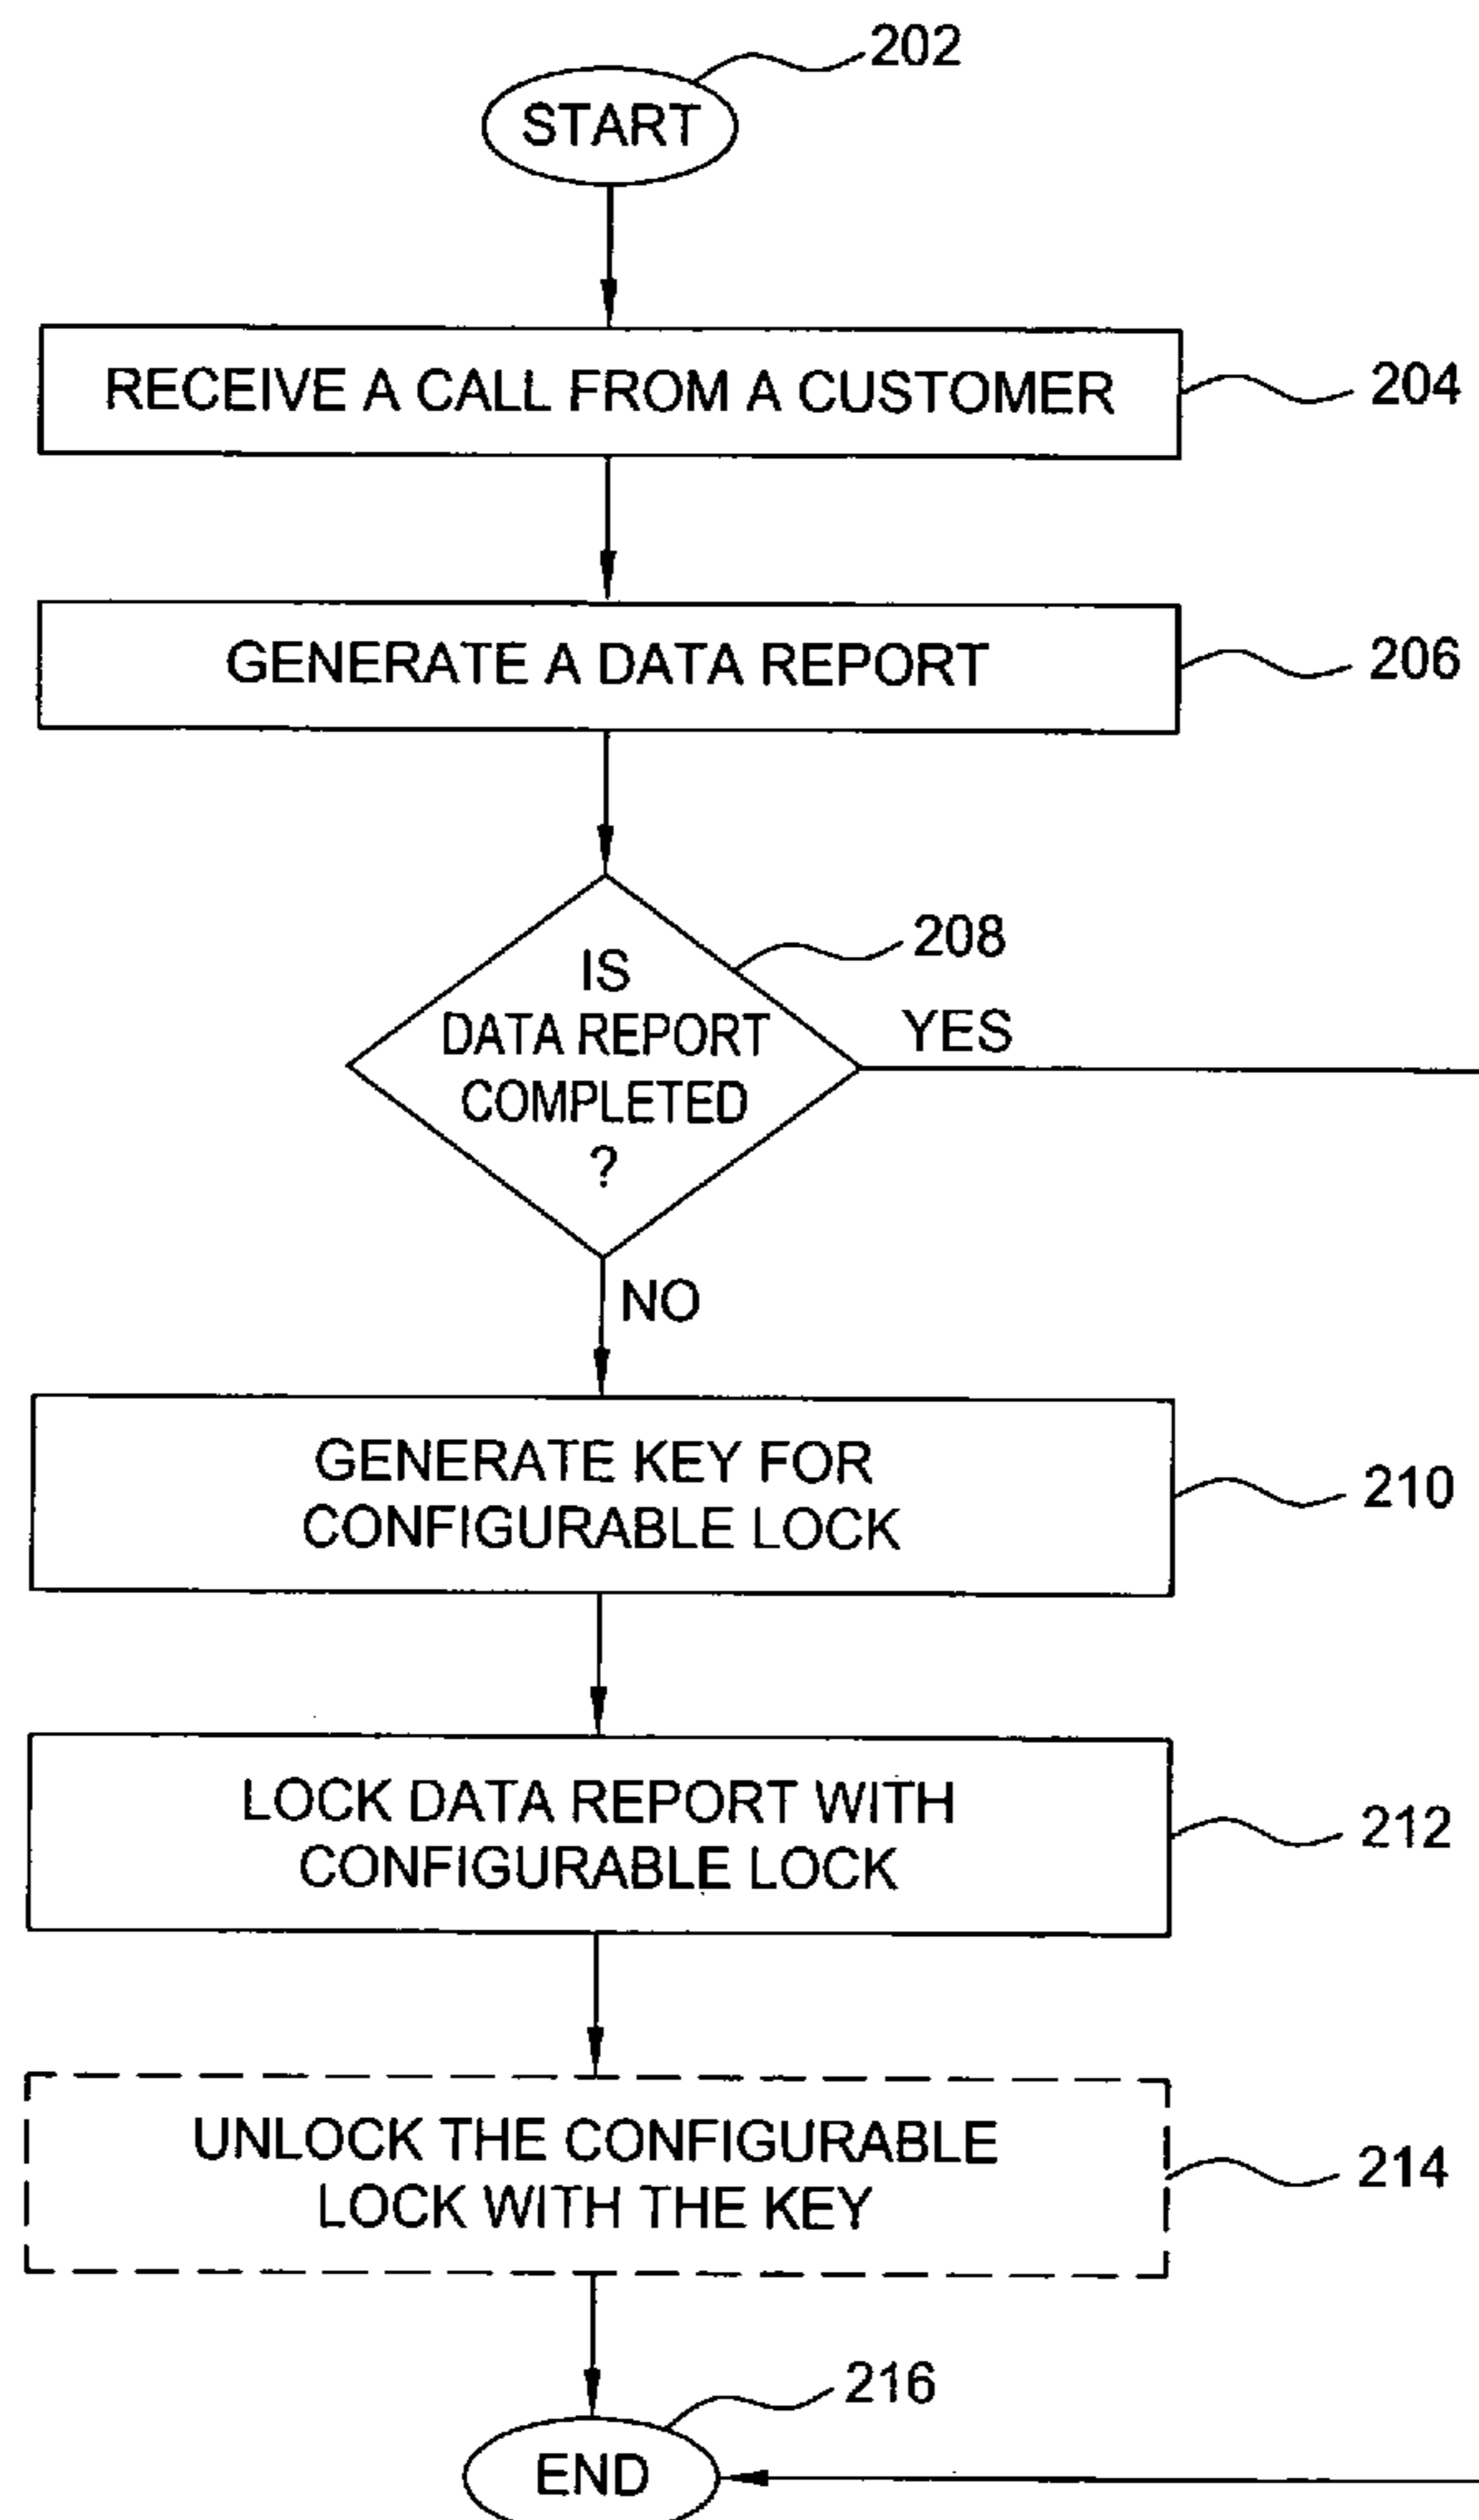 202
START
RECEIVE A CALL FROM A CUSTOMER
204
GENERATE A DATA REPORT
206
208
IS
DATA REPORT
COMPLETED
?
YES
NO
GENERATE KEY FOR
CONFIGURABLE LOCK
210
LOCK DATA REPORT WITH
CONFIGURABLE LOCK
212
UNLOCK THE CONFIGURABLE
LOCK WITH THE KEY
214
216
END